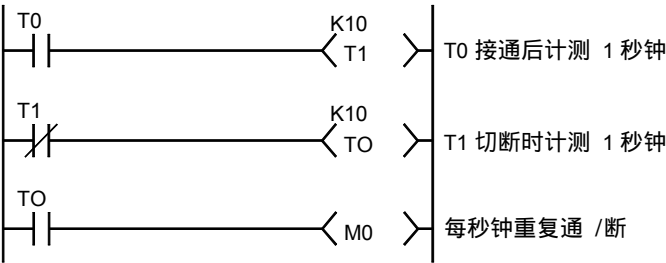 T0
K10
T1
T0 接通后计测 1 秒钟
T1
K10
TO
T1 切断时计测 1 秒钟
TO
M0
每秒钟重复通 /断